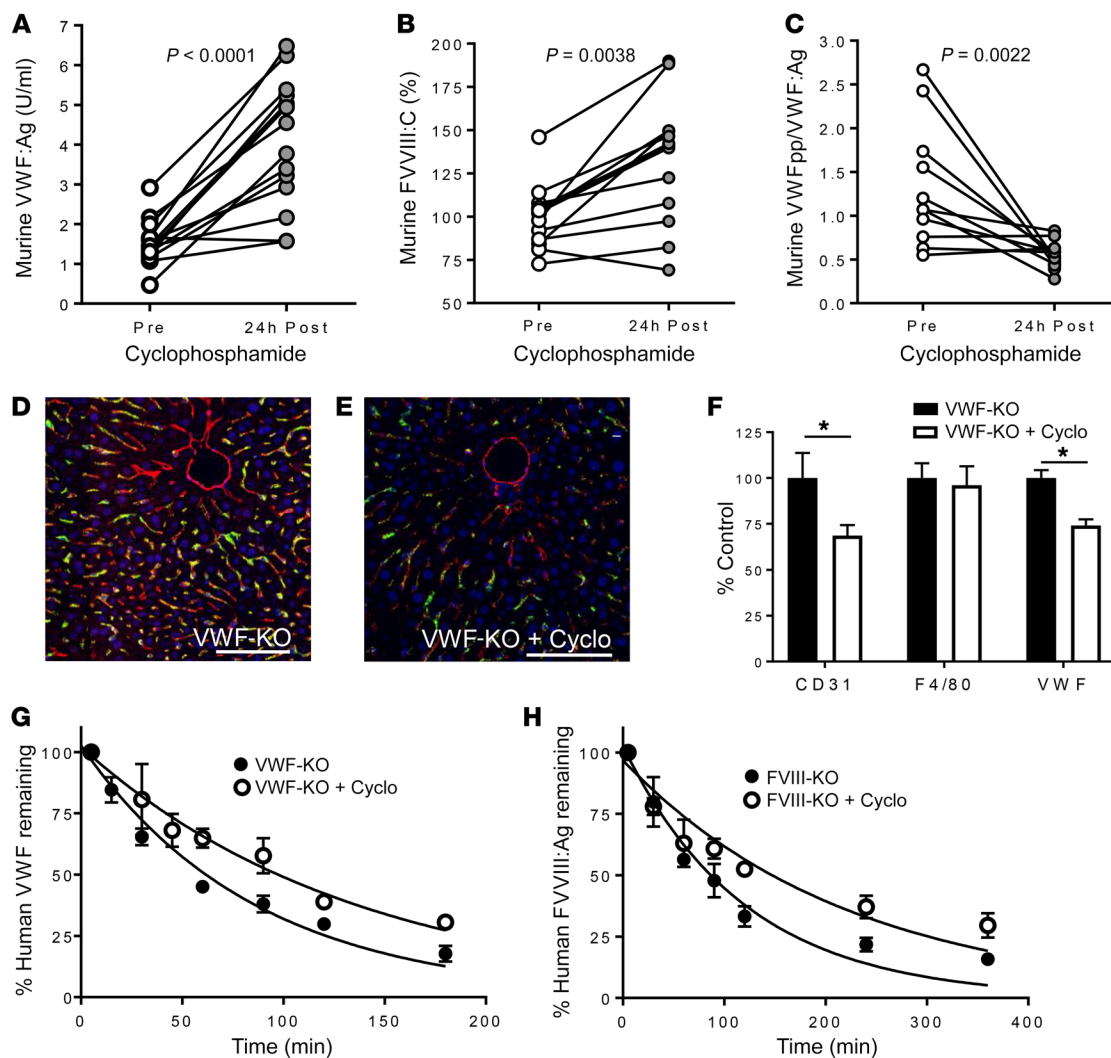 A
Murine VWF:Ag (U/ml)
7
6
5
4
3
2
1
0
P < 0.0001
Pre
24h Post
Cyclophosphamide
B
Murine FVIII:C (%)
200
175
150
125
100
75
50
P = 0.0038
Pre
24h Post
Cyclophosphamide
C
Murine VWFpp/VWF:Ag
3.0
2.5
2.0
1.5
1.0
0.5
0.0
P = 0.0022
Pre
24h Post
Cyclophosphamide
D
VWF-KO
E
VWF-KO + Cyclo
F
VWF-KO
VWF-KO + Cyclo
% Control
125
100
75
50
25
0
*
*
CD31
F4/80
VWF
G
% Human VWF remaining
100
75
50
25
0
VWF-KO
VWF-KO + Cyclo
0
50
100
150
200
Time (min)
H
% Human FVVIII:Ag remaining
100
75
50
25
0
FVIII-KO
FVIII-KO + Cyclo
0
100
200
300
400
Time (min)